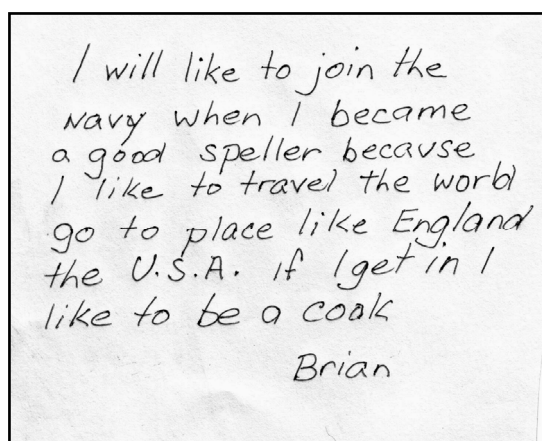 I will like to join the
Navy when I became
a good speller because
I like to travel the world
go to place like England
the U.S.A. If I get in I
like to be a coak
Brian